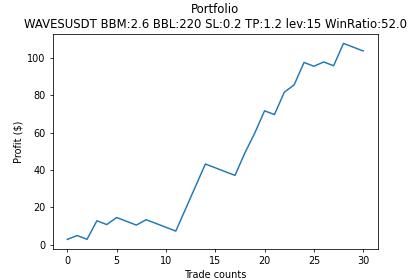 Portfolio
WAVESUSDT BBM:2.6 BBL:220 SL:0.2 TP:1.2 lev:15 WinRatio:52.0
Profit ($)
100
80
60
40
20
0
0 5 10 15 20 25 30
Trade counts